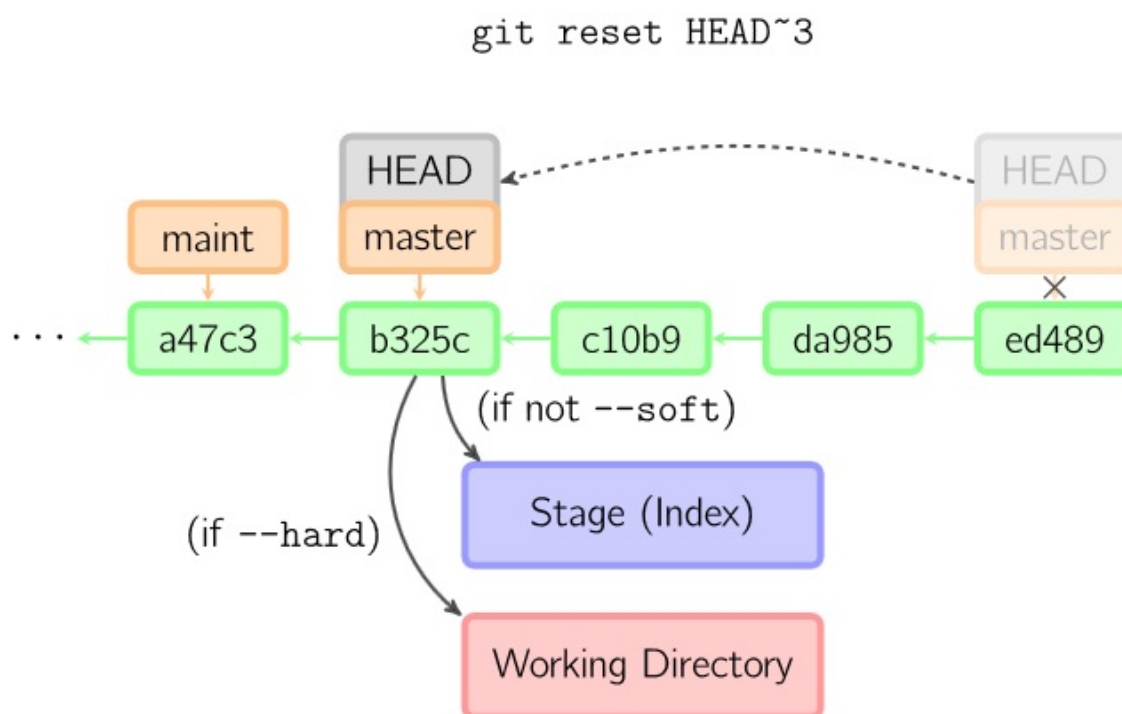 git reset HEAD~3
HEAD HEAD
maint master master
... a47c3 b325c c10b9 da985 ed489
(if not --soft)
Stage (Index)
(if --hard)
Working Directory